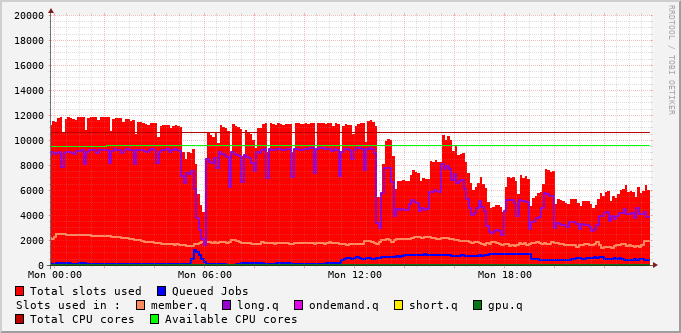 20000
18000
16000
14000
12000
10000
8000
6000
4000
2000
0
Mon 00:00 Mon 06:00 Mon 12:00 Mon 18:00
Total slots used Queued Jobs
Slots used in : member.q long.q ondemand.q short.q gpu.q
Total CPU cores Available CPU cores
RRDTOOL / TOBI OETIKER